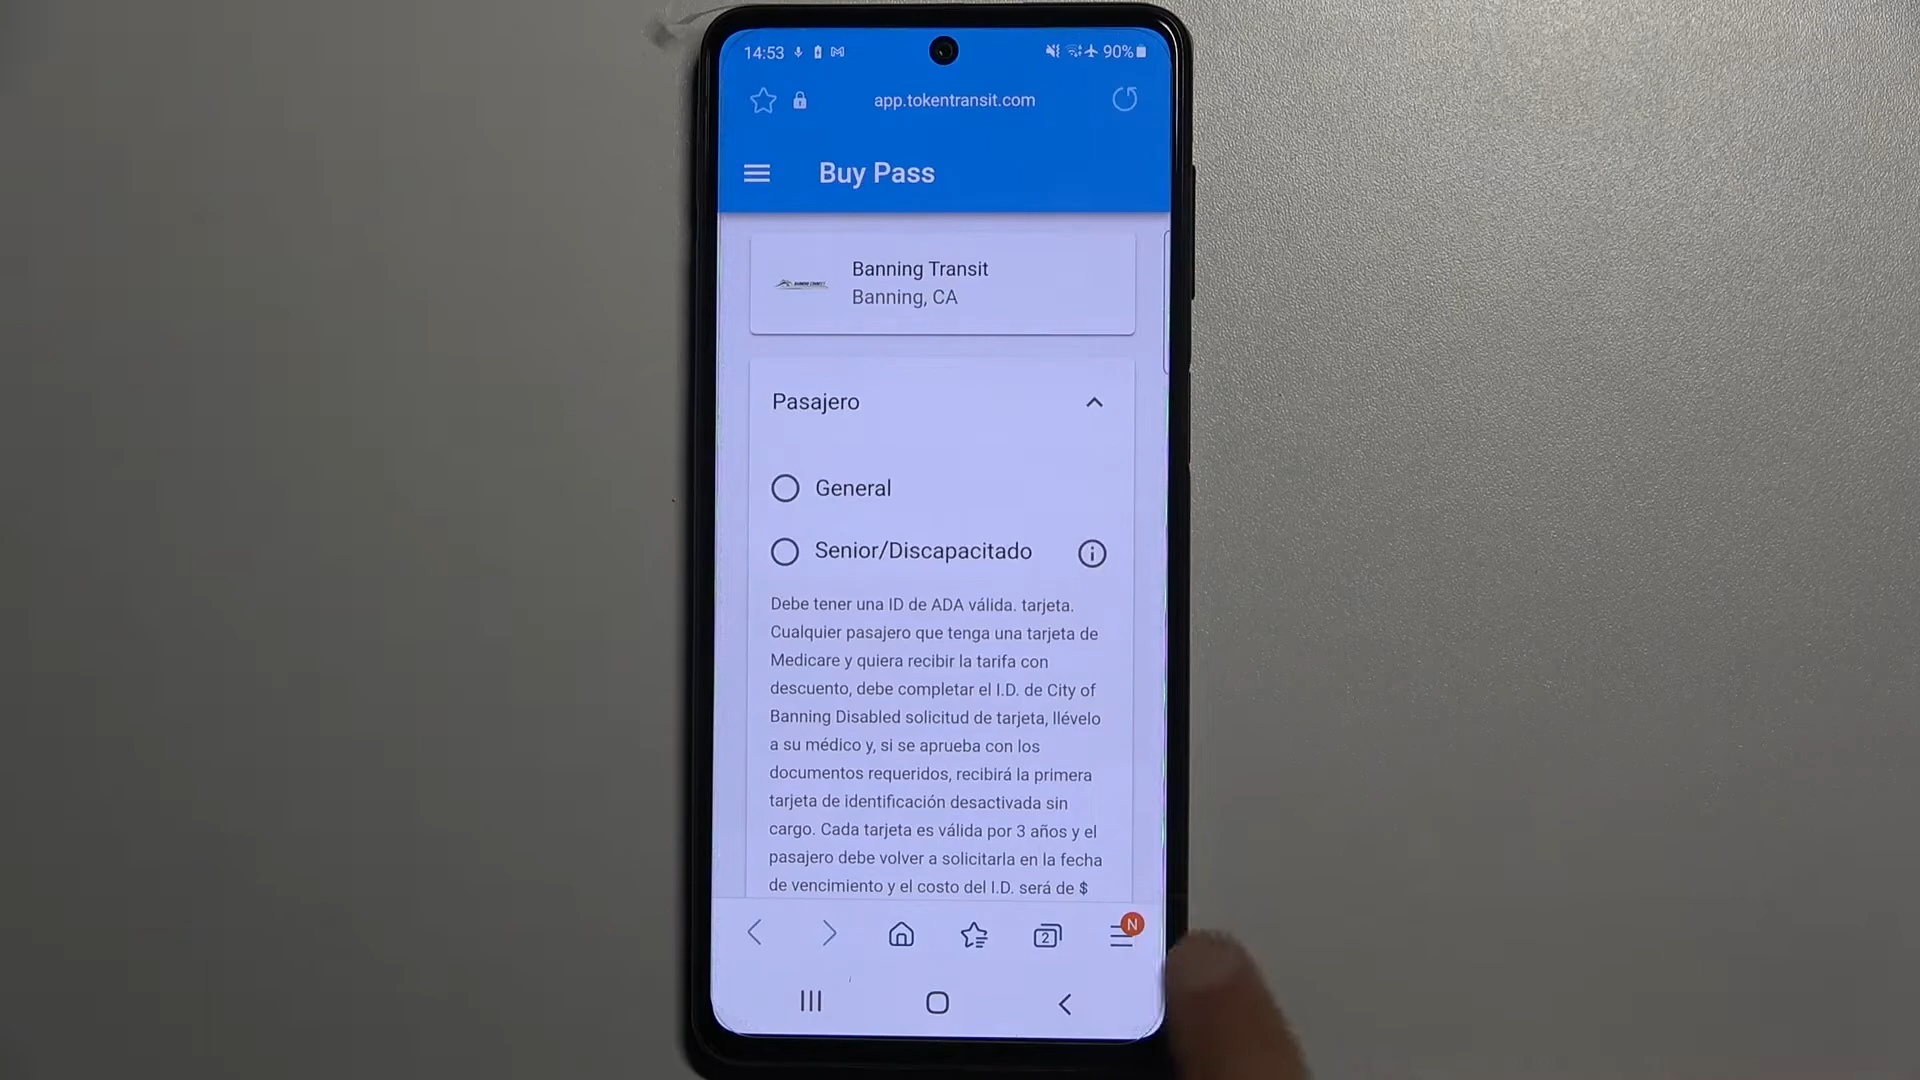 14:53 90%
app.tokentransit.com
Buy Pass
Banning Transit
Banning, CA
Pasajero
General
Senior/Discapacitado
Debe tener una ID de ADA válida. tarjeta.
Cualquier pasajero que tenga una tarjeta de
Medicare y quiera recibir la tarifa con
descuento, debe completar el I.D. de City of
Banning Disabled solicitud de tarjeta, llévelo
a su médico y, si se aprueba con los
documentos requeridos, recibirá la primera
tarjeta de identificación desactivada sin
cargo. Cada tarjeta es válida por 3 años y el
pasajero debe volver a solicitarla en la fecha
de vencimiento y el costo del I.D. será de $
2
N